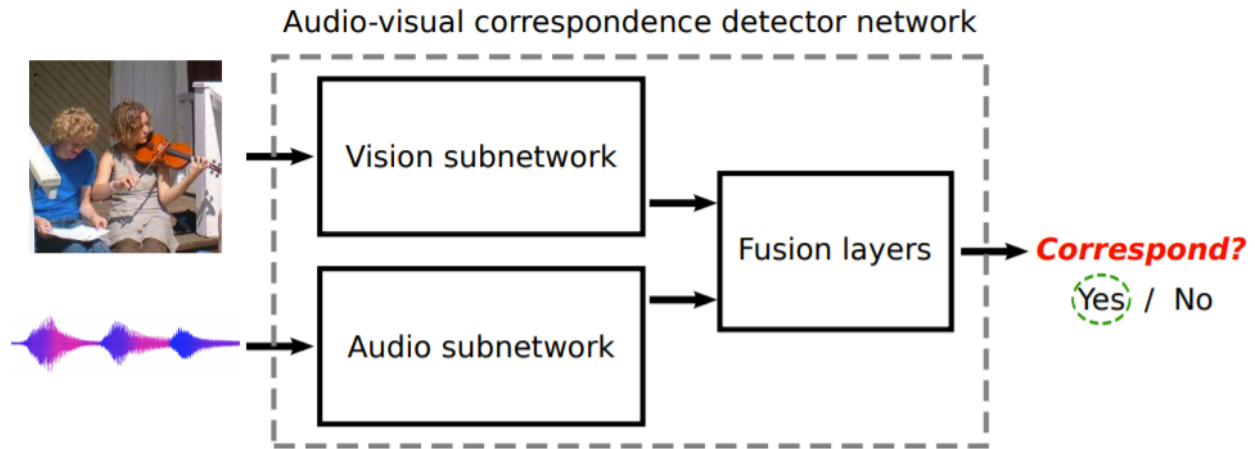 Audio-visual correspondence detector network
Vision subnetwork
Audio subnetwork
Fusion layers
Correspond?
Yes / No